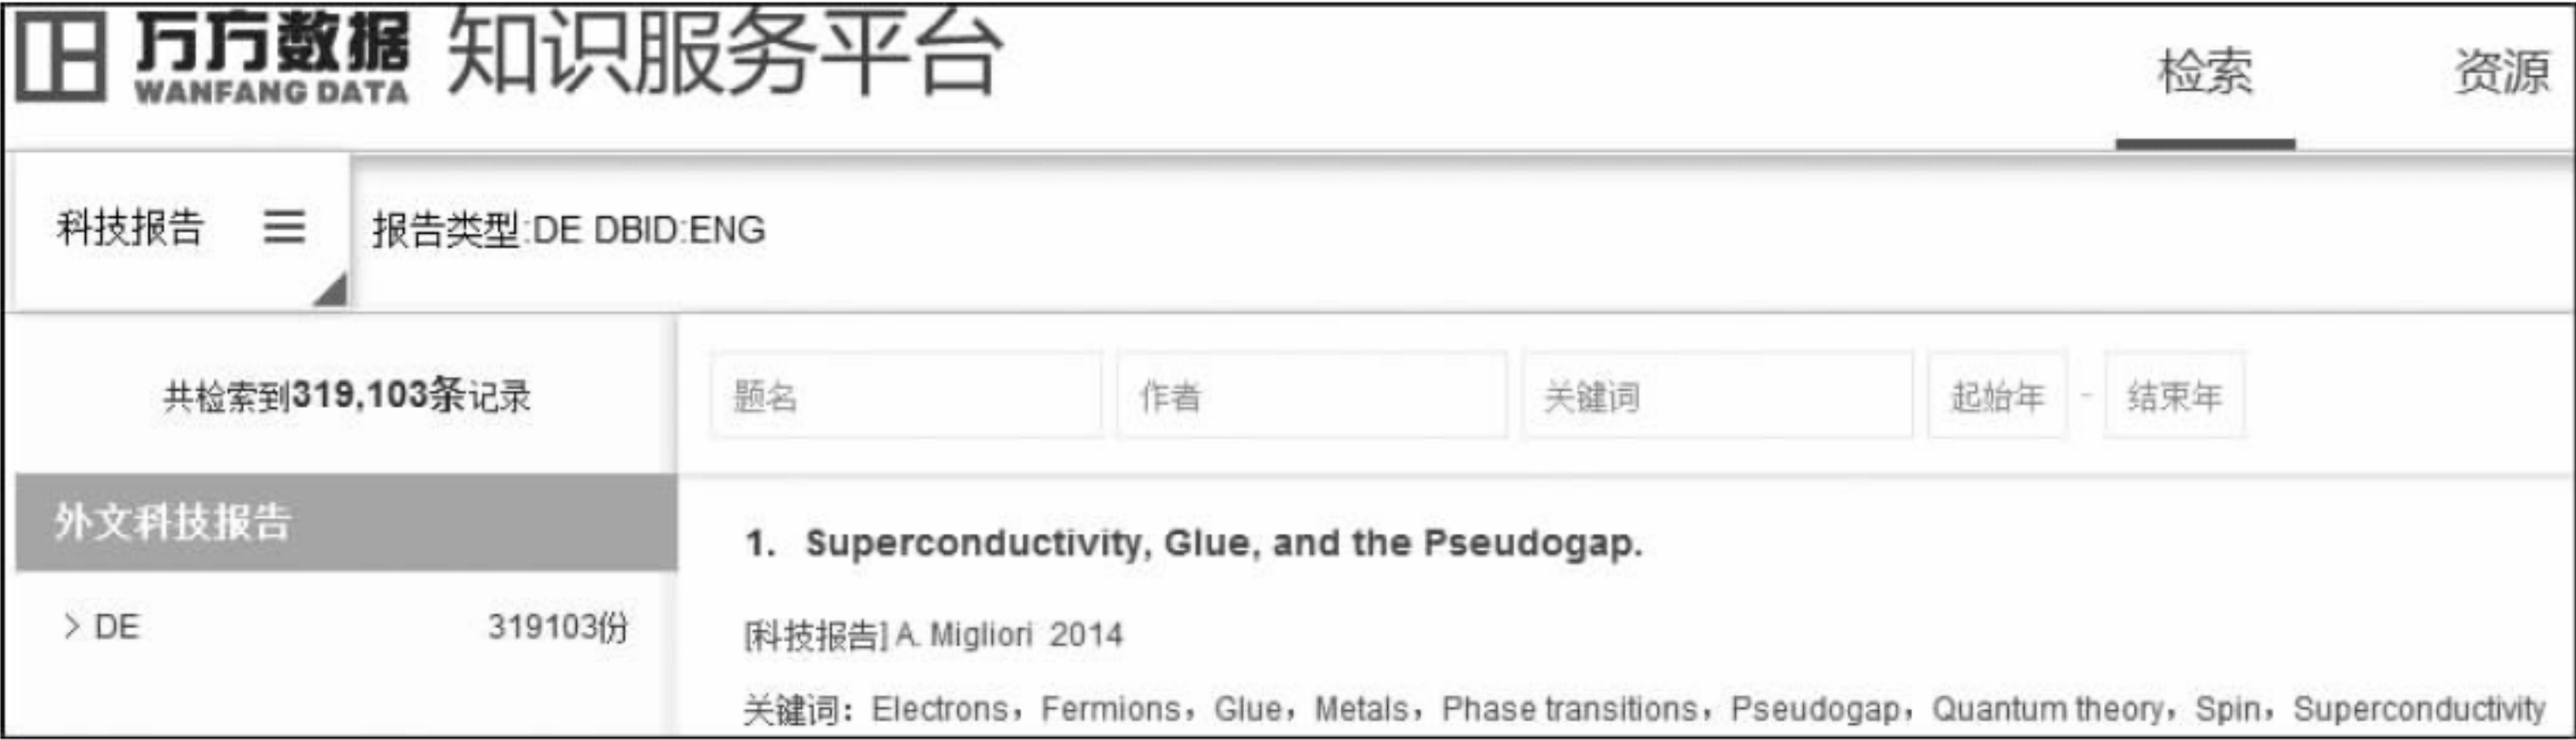 万方数据 知识服务平台 检索 资源
WANFANG DATA
科技报告 报告类型:DE DBID:ENG
共检索到319,103条记录 题名 作者 关键词 起始年 - 结束年
外文科技报告
1. Superconductivity, Glue, and the Pseudogap.
> DE 319103份
[科技报告] A. Migliori 2014
关键词：Electrons，Fermions，Glue，Metals，Phase transitions，Pseudogap，Quantum theory，Spin，Superconductivity